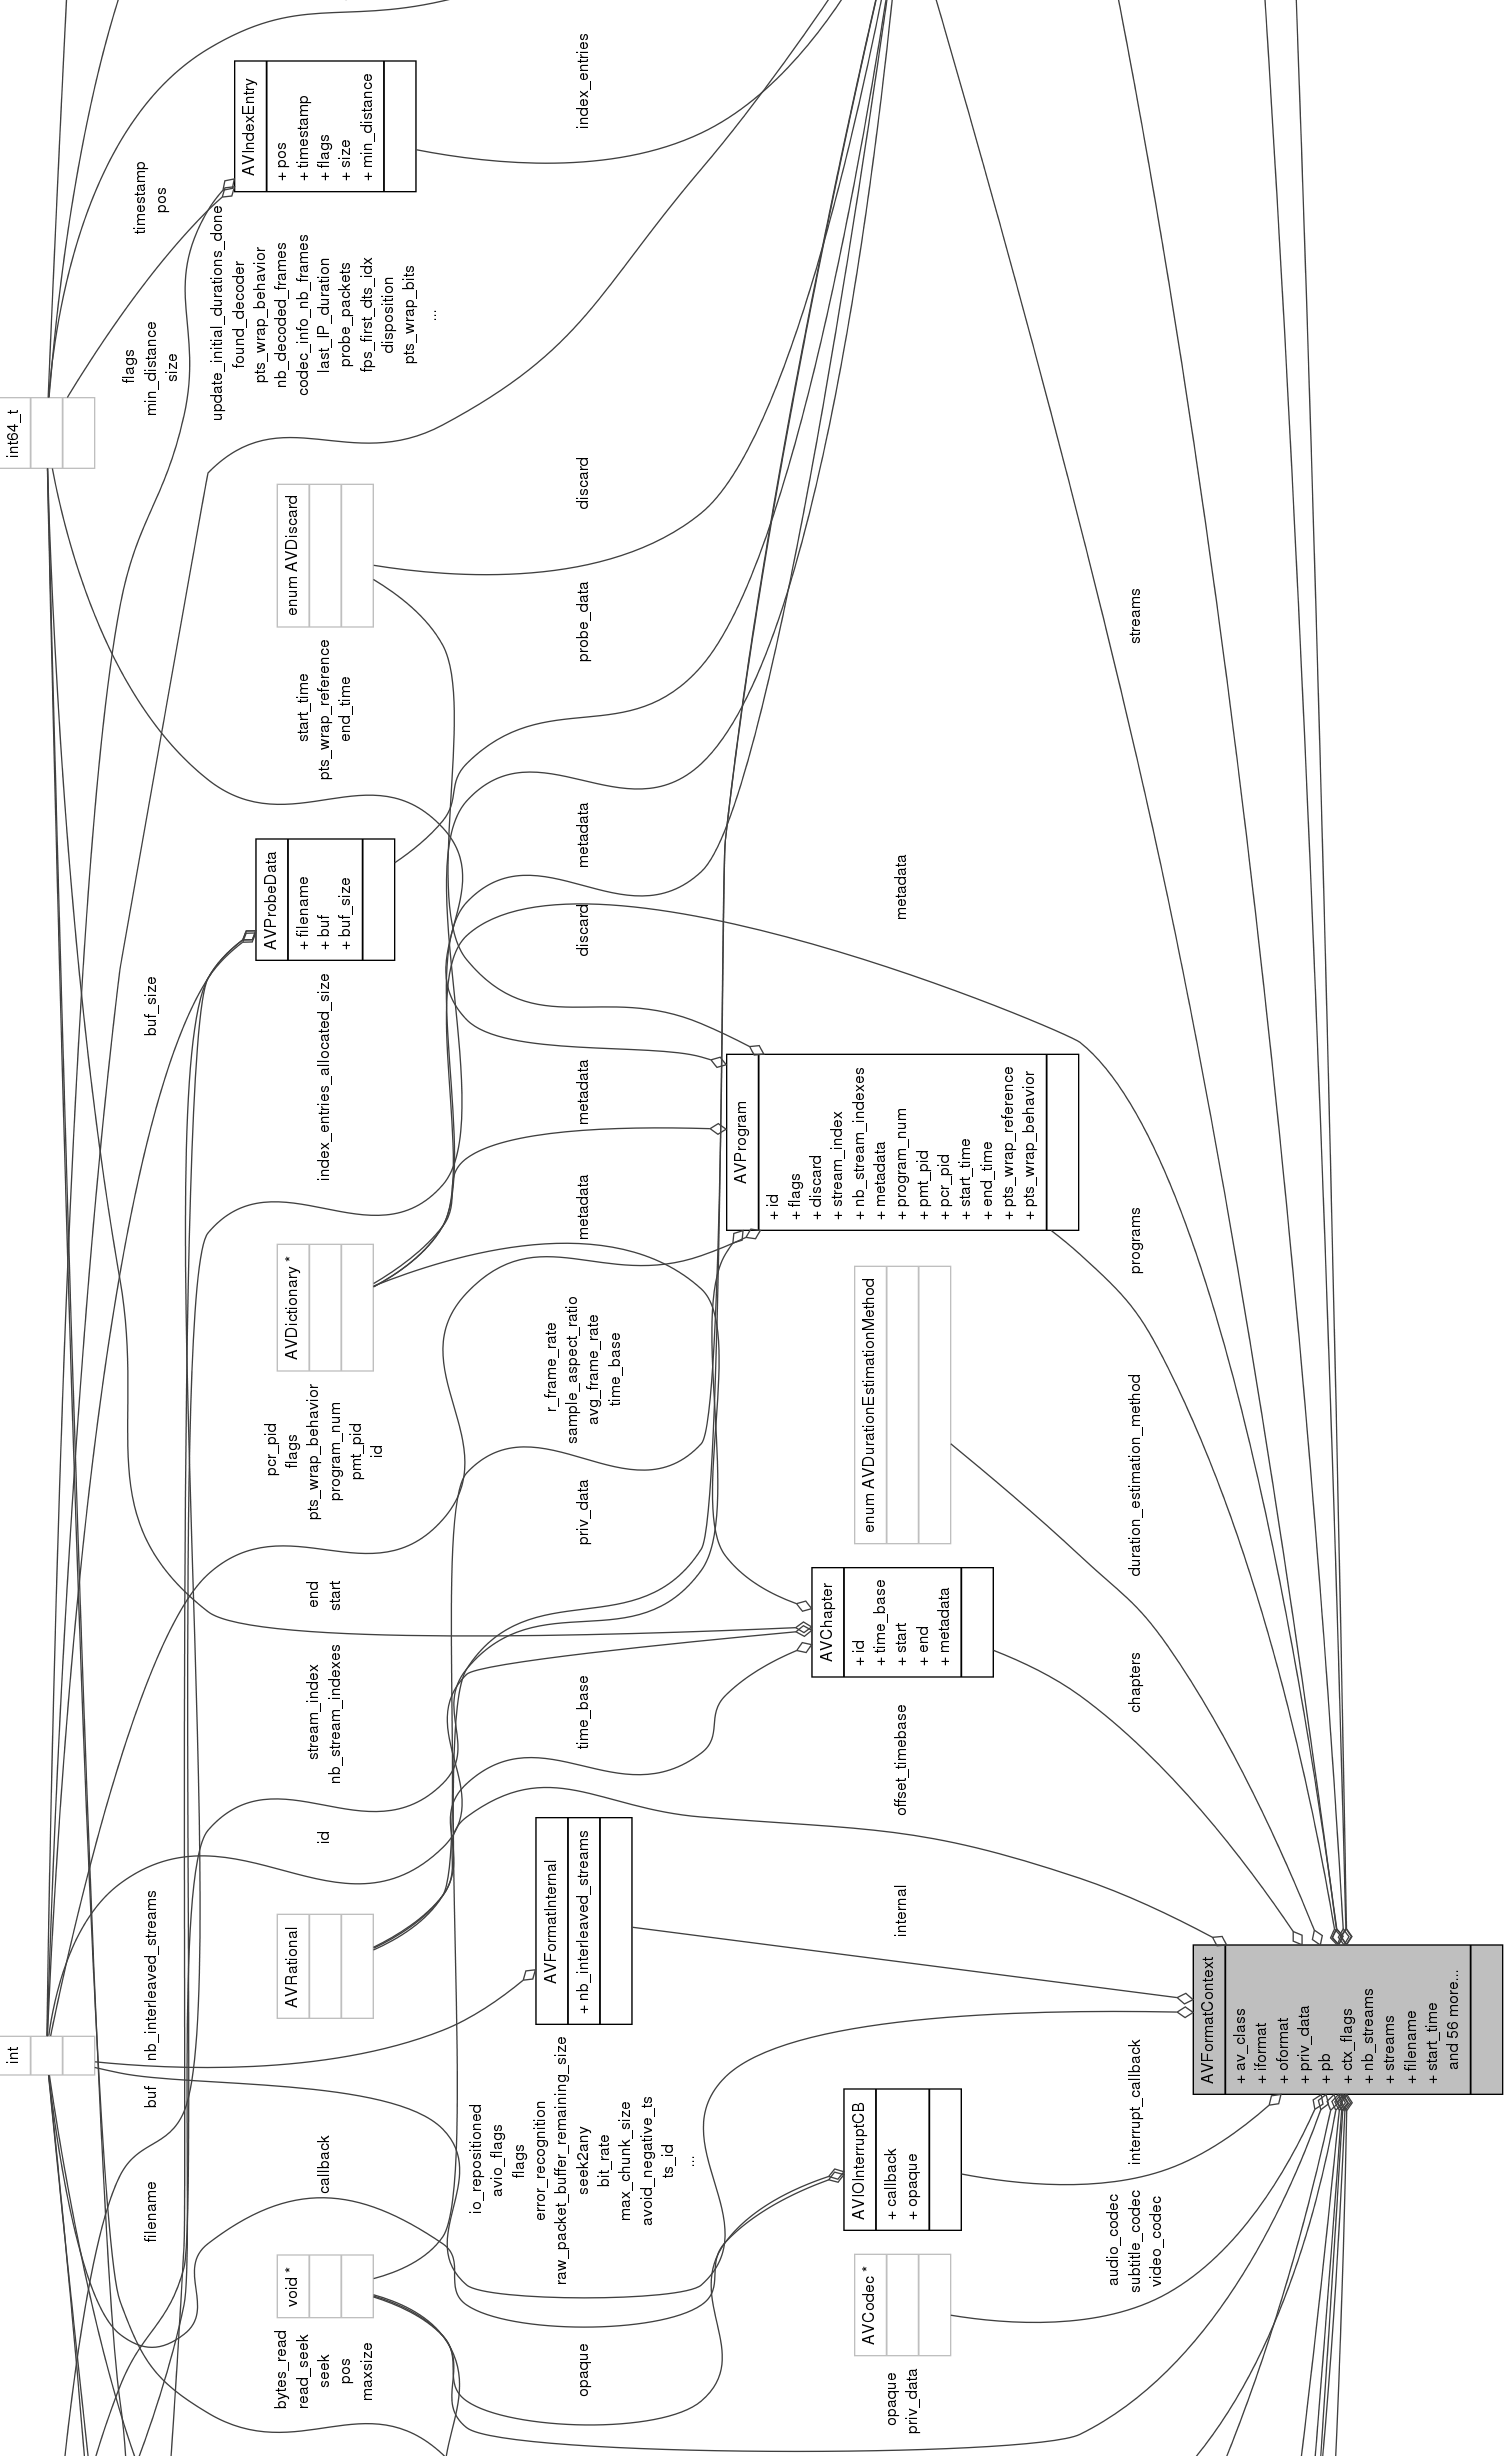 int64_t
timestamp
pos
flags
min_distance
size
AVIndexEntry
+ pos
+ timestamp
+ flags
+ size
+ min_distance
index_entries
update_initial_durations_done
found_decoder
pts_wrap_behavior
nb_decoded_frames
codec_info_nb_frames
last_IP_duration
probe_packets
fps_first_dts_idx
disposition
pts_wrap_bits
...
enum AVDiscard
discard
start_time
pts_wrap_reference
end_time
probe_data
streams
AVProbeData
+ filename
+ buf
+ buf_size
metadata
discard
metadata
buf_size
index_entries_allocated_size
metadata
AVProgram
+ id
+ flags
+ discard
+ stream_index
+ nb_stream_indexes
+ metadata
+ program_num
+ pmt_pid
+ pcr_pid
+ start_time
+ end_time
+ pts_wrap_reference
+ pts_wrap_behavior
metadata
programs
AVDictionary *
r_frame_rate
sample_aspect_ratio
avg_frame_rate
time_base
enum AVDurationEstimationMethod
duration_estimation_method
pcr_pid
flags
pts_wrap_behavior
program_num
pmt_pid
id
priv_data
end
start
AVChapter
+ id
+ time_base
+ start
+ end
+ metadata
chapters
stream_index
nb_stream_indexes
time_base
offset_timebase
id
AVRational
AVFormatInternal
+ nb_interleaved_streams
internal
nb_interleaved_streams
int
buf
AVFormatContext
+ av_class
+ iformat
+ oformat
+ priv_data
+ pb
+ ctx_flags
+ nb_streams
+ streams
+ filename
+ start_time
and 56 more...
io_repositioned
avio_flags
flags
error_recognition
raw_packet_buffer_remaining_size
seek2any
bit_rate
max_chunk_size
avoid_negative_ts
ts_id
...
callback
filename
AVIOInterruptCB
+ callback
+ opaque
interrupt_callback
void *
AVCodec *
audio_codec
subtitle_codec
video_codec
bytes_read
read_seek
seek
pos
maxsize
opaque
opaque
priv_data